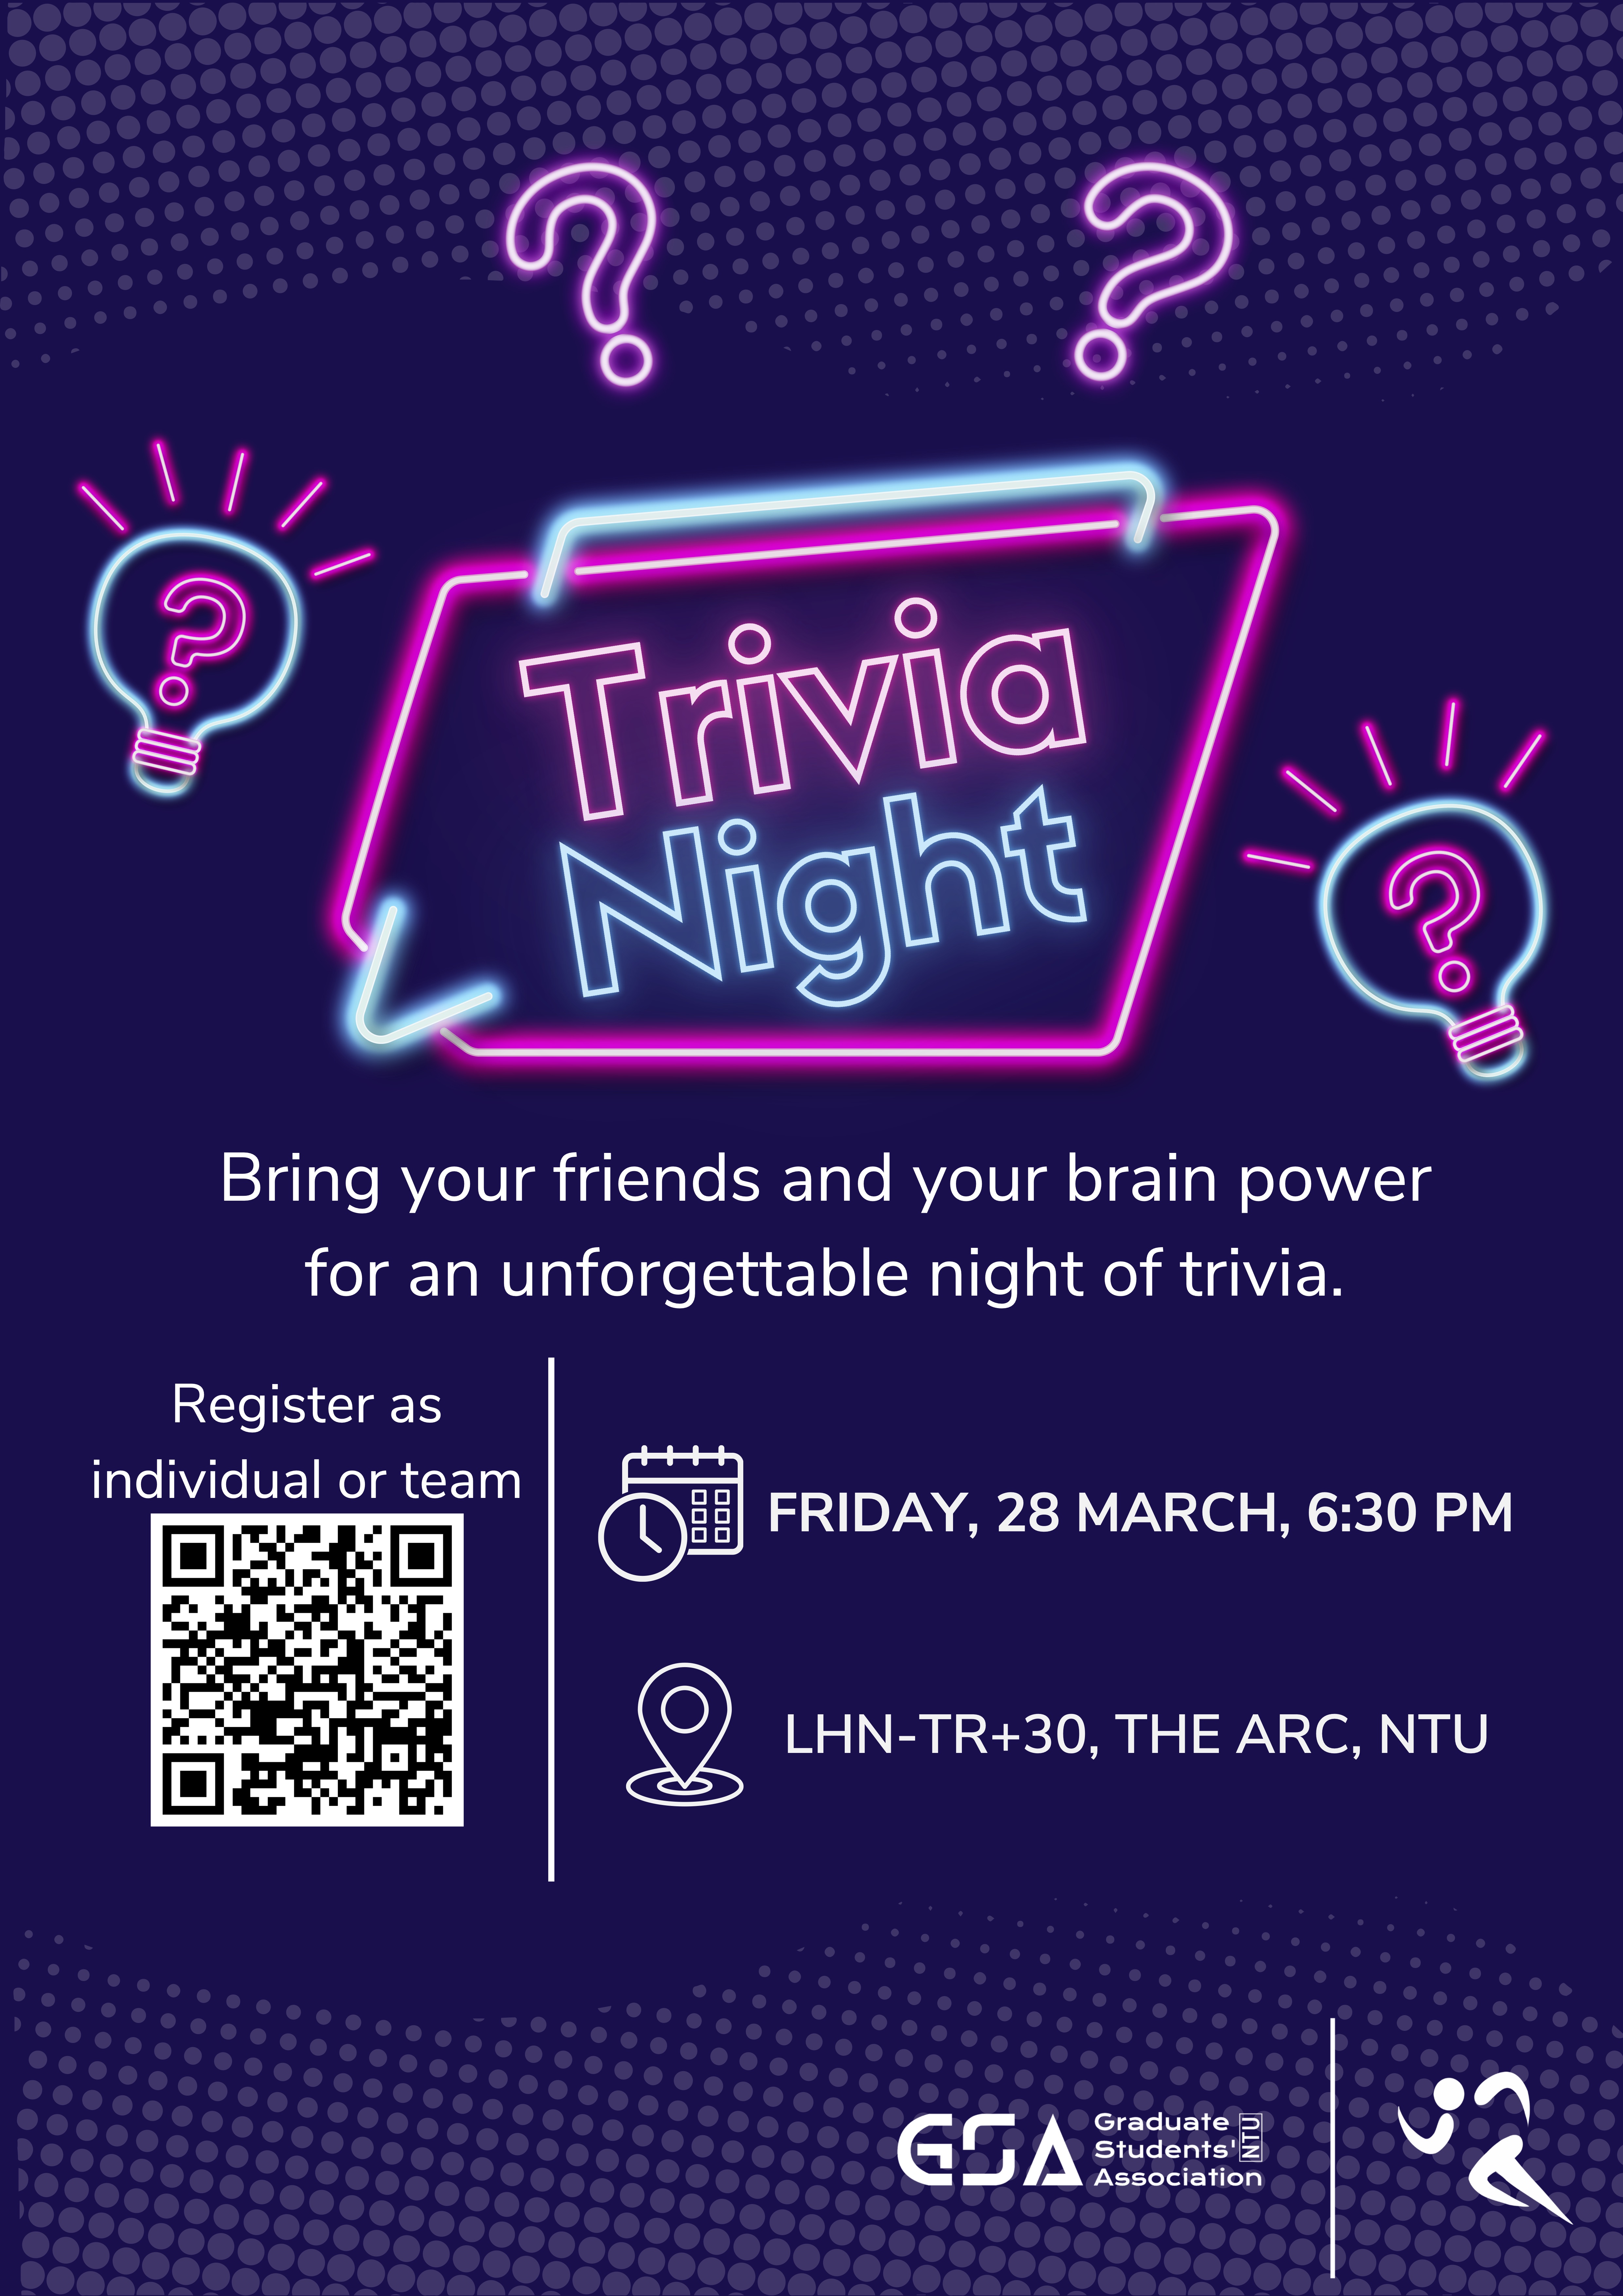 Trivia
Night
Bring your friends and your brain power
for an unforgettable night of trivia.
Register as
individual or team
FRIDAY, 28 MARCH, 6:30 PM
LHN-TR+30, THE ARC, NTU
GSA
Graduate
Students'
Association
NTU